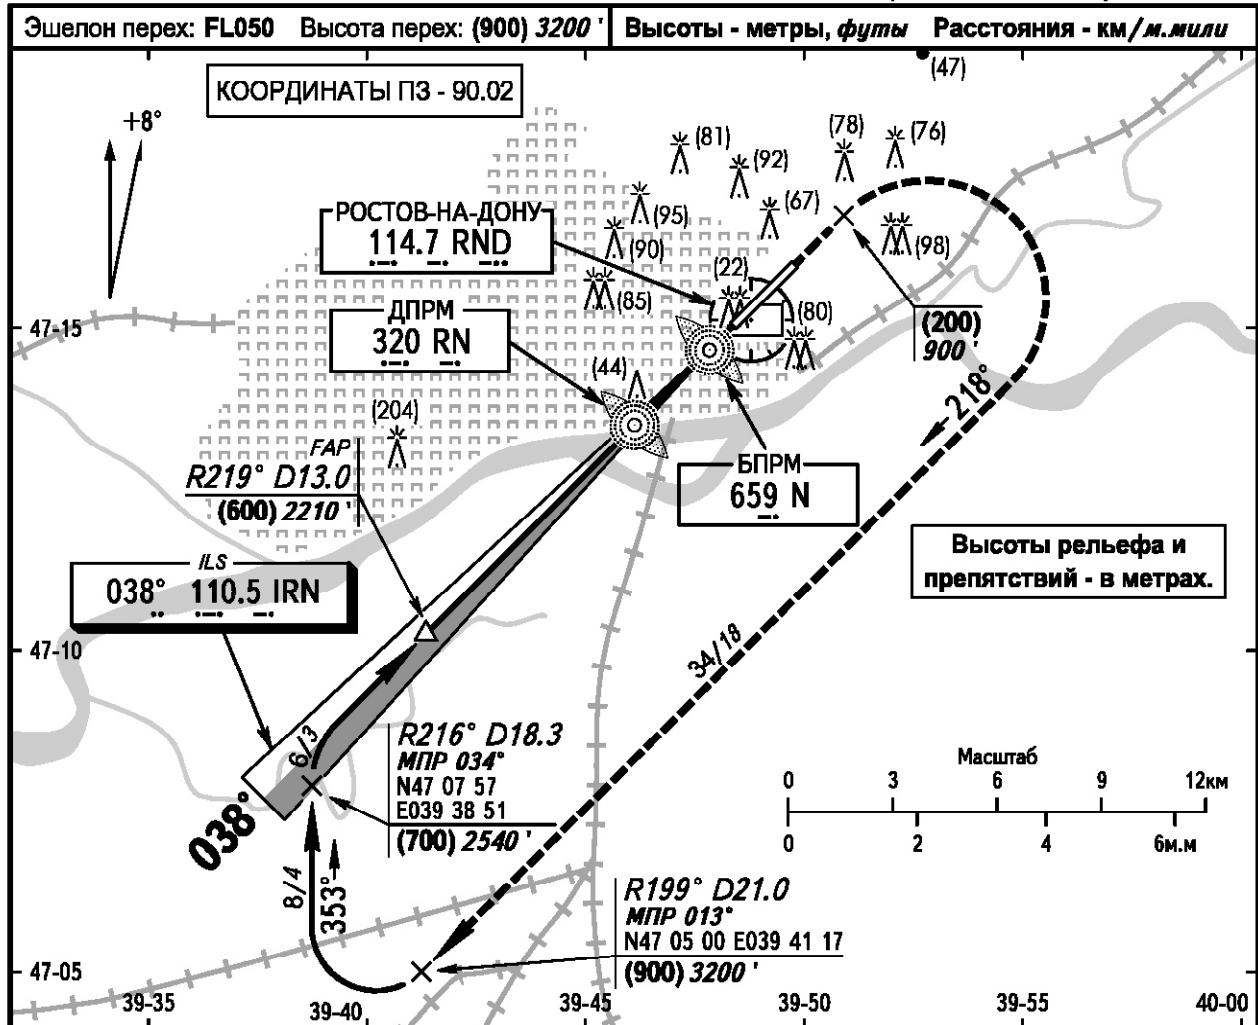 Эшелон перех: FL050 Высота перех: (900) 3200 ' Высоты - метры, футы Расстояния - км/м.мили
КООРДИНАТЫ ПЗ - 90.02
(47)
+8°
(81)
(78)
(76)
(92)
(95)
(67)
РОСТОВ-НА-ДОНУ
114.7 RND
(90)
(98)
(22)
(85)
(80)
ДПРМ
320 RN
47-15
(200)
900 '
(44)
218°
(204)
FAP
R219° D13.0
(600) 2210 '
БПРМ
659 N
Высоты рельефа и
препятствий - в метрах.
ILS
038° 110.5 IRN
47-10
34/18
6/3
R216° D18.3
МПР 034°
N47 07 57
E039 38 51
(700) 2540 '
Масштаб
0 3 6 9 12км
0 2 4 6м.м
038°
8/4
353°
R199° D21.0
МПР 013°
N47 05 00 E039 41 17
(900) 3200 '
47-05
39-35 39-40 39-45 39-50 39-55 40-00